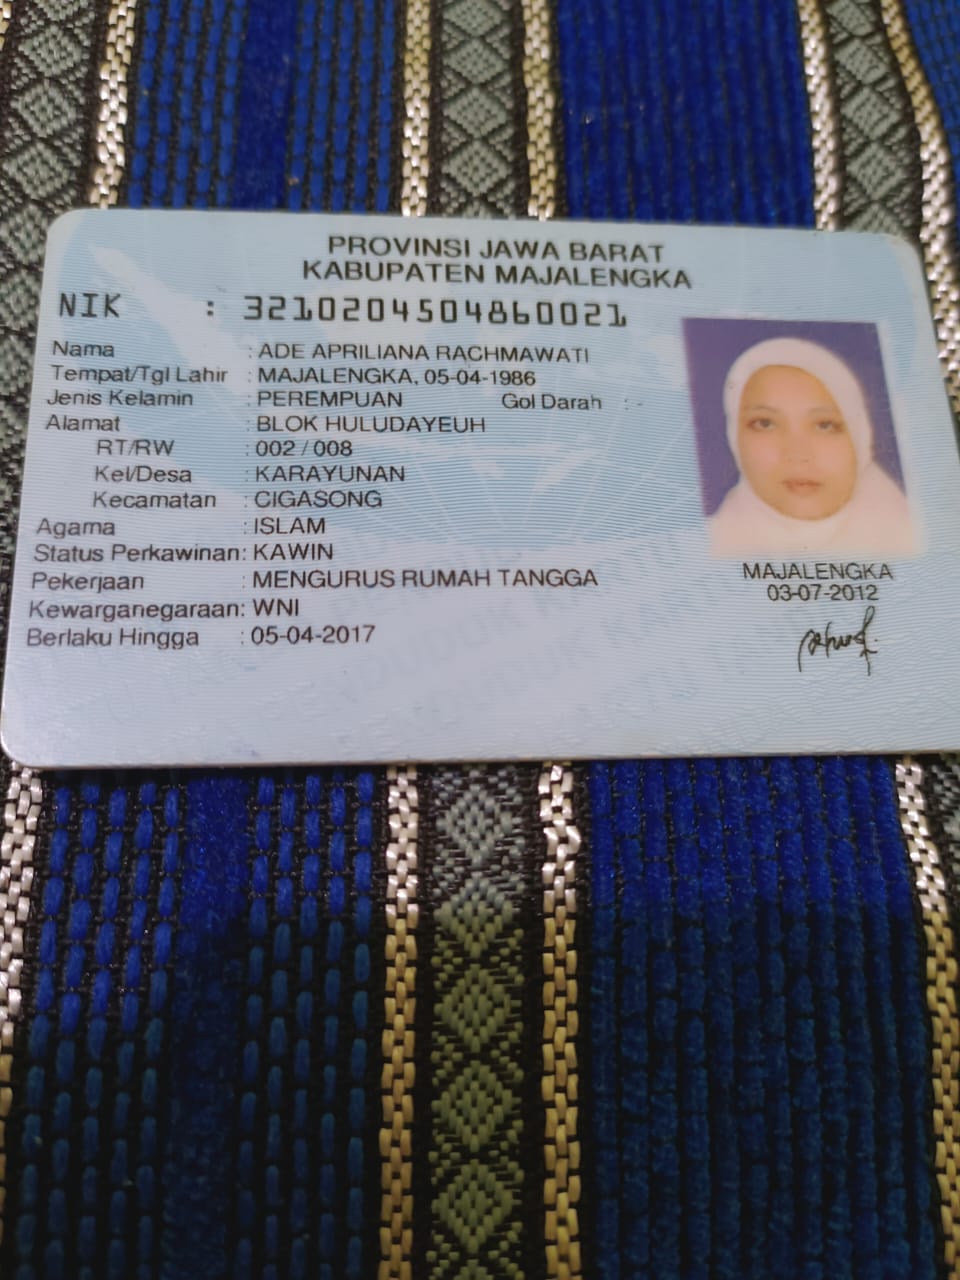 PROVINSI JAWA BARAT
KABUPATEN MAJALENGKA
NIK : 3210204504860021
Nama : ADE APRILIANA RACHMAWATI
Tempat/Tgl Lahir : MAJALENGKA, 05-04-1986
Jenis Kelamin : PEREMPUAN Gol Darah : -
Alamat : BLOK HULUDAYEUH
RT/RW : 002 / 008
Kel/Desa : KARAYUNAN
Kecamatan : CIGASONG
Agama : ISLAM
Status Perkawinan: KAWIN
Pekerjaan : MENGURUS RUMAH TANGGA
Kewarganegaraan: WNI
Berlaku Hingga : 05-04-2017
MAJALENGKA
03-07-2012